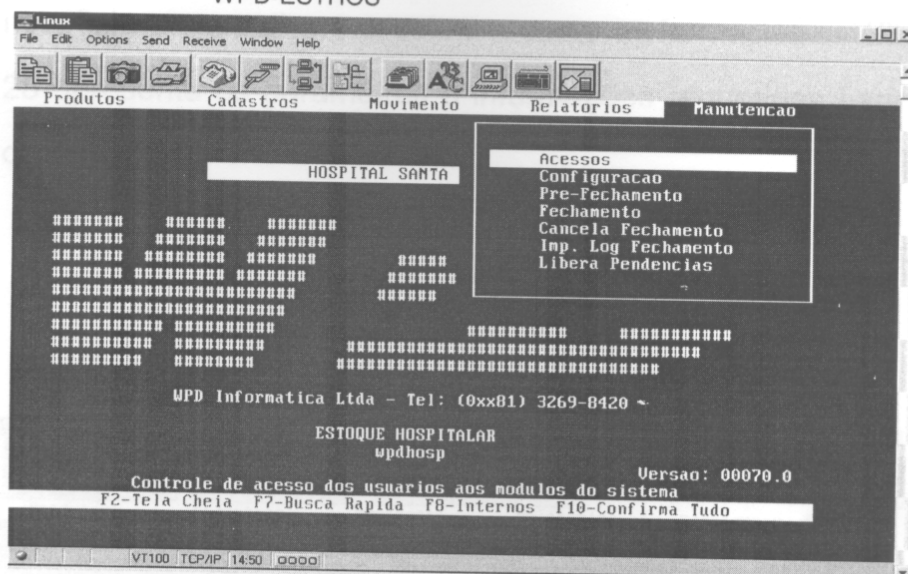 WPD-ESTHOS
Linux
File Edit Options Send Receive Window Help
Produtos Cadastros Movimento Relatorios Manutencao
HOSPITAL SANTA
Acessos
Configuracao
Pre-Fechamento
Fechamento
Cancela Fechamento
Imp. Log Fechamento
Libera Pendencias
WPD Informatica Ltda - Tel: (0xx81) 3269-8420
ESTOQUE HOSPITALAR
wpdhosp
Versao: 00070.0
Controle de acesso dos usuarios aos modulos do sistema
F2-Tela Cheia F7-Busca Rapida F8-Internos F10-Confirma Tudo
VT100 TCP/IP 14:50